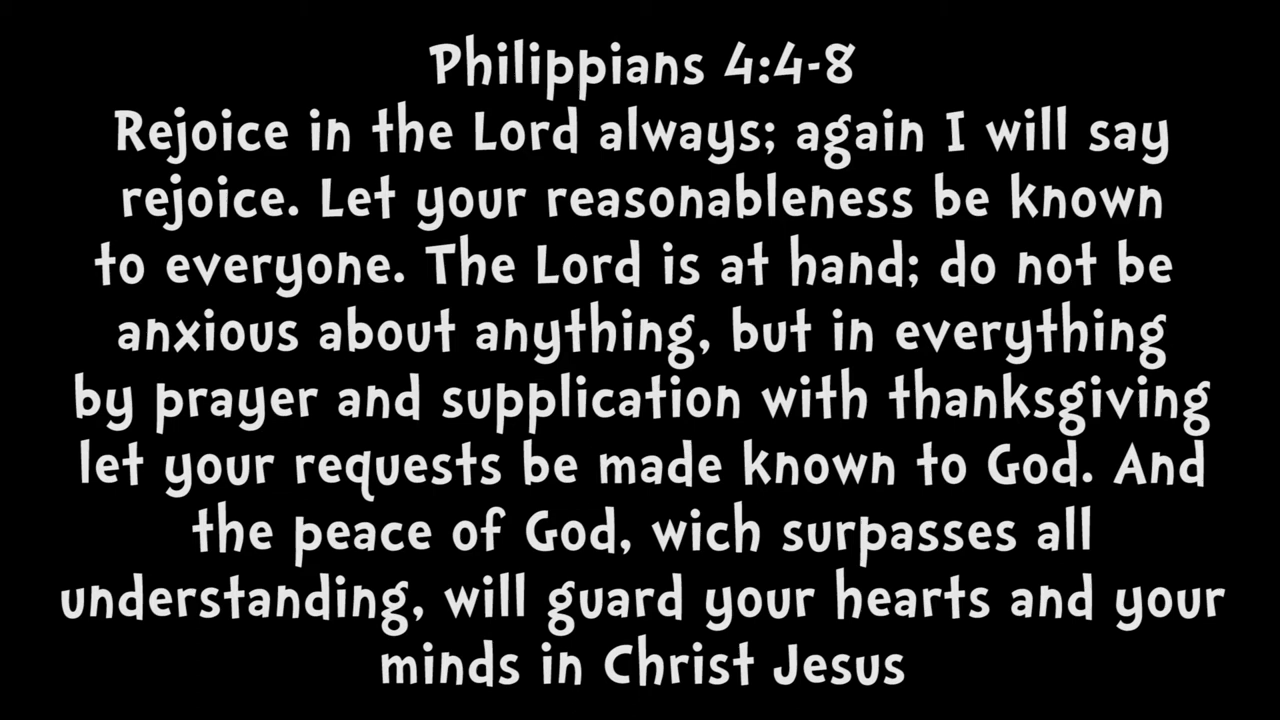 Philippians 4:4-8
Rejoice in the Lord always; again I will say
rejoice. Let your reasonableness be known
to everyone. The Lord is at hand; do not be
anxious about anything, but in everything
by prayer and supplication with thanksgiving
let your requests be made known to God. And
the peace of God, wich surpasses all
understanding, will guard your hearts and your
minds in Christ Jesus